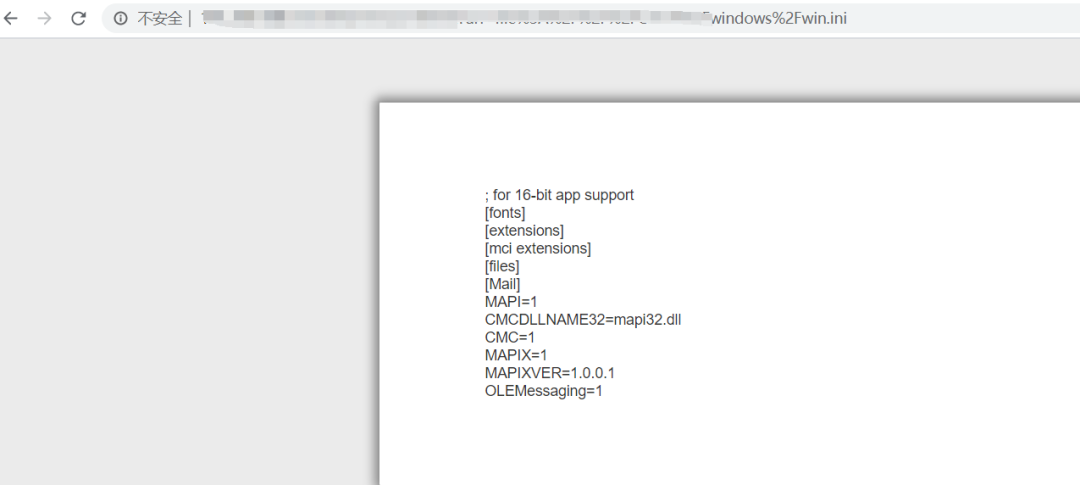 不安全
windows%2Fwin.ini
; for 16-bit app support
[fonts]
[extensions]
[mci extensions]
[files]
[Mail]
MAPI=1
CMCDLLNAME32=mapi32.dll
CMC=1
MAPIX=1
MAPIXVER=1.0.0.1
OLEMessaging=1